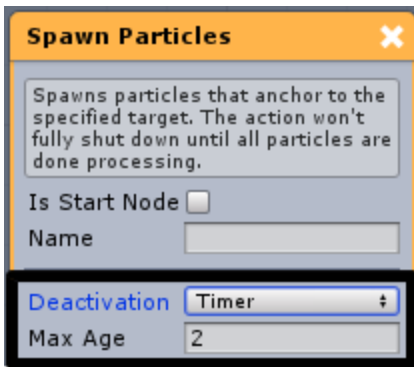 Spawn Particles
Spawns particles that anchor to the
specified target. The action won't
fully shut down until all particles are
done processing.
Is Start Node
Name
Deactivation Timer
Max Age 2